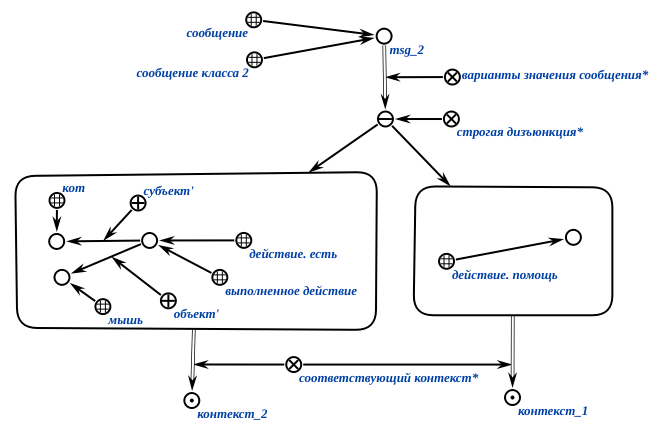 сообщение
msg_2
сообщение класса 2
варианты значения сообщения*
строгая дизъюнкция*
кот
субъект'
действие. есть
действие. помощь
выполненное действие
мышь
объект'
соответствующий контекст*
контекст_2
контекст_1